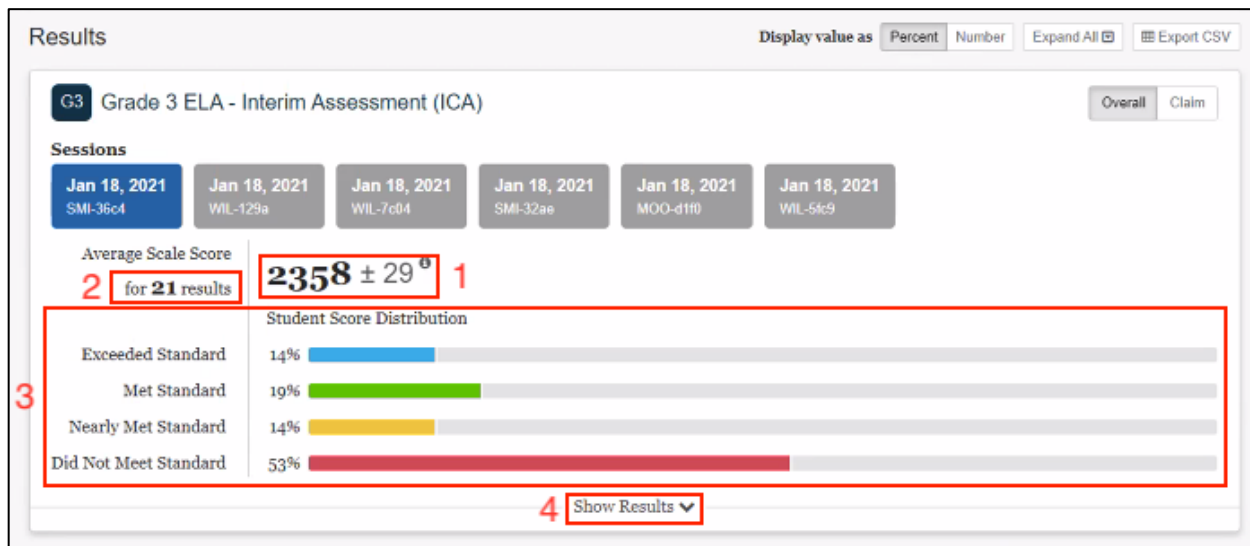 Results
Display value as Percent Number Expand All Export CSV
G3 Grade 3 ELA - Interim Assessment (ICA)
Overall Claim
Sessions
Jan 18, 2021 Jan 18, 2021 Jan 18, 2021 Jan 18, 2021 Jan 18, 2021 Jan 18, 2021
SMI-36c4 WIL-129a WIL-7c04 SMI-32ae MOO-d1f0 WIL-5fc9
Average Scale Score
2358 ± 29 1
2 for 21 results
Student Score Distribution
Exceeded Standard 14%
3 Met Standard 19%
Nearly Met Standard 14%
Did Not Meet Standard 53%
4 Show Results